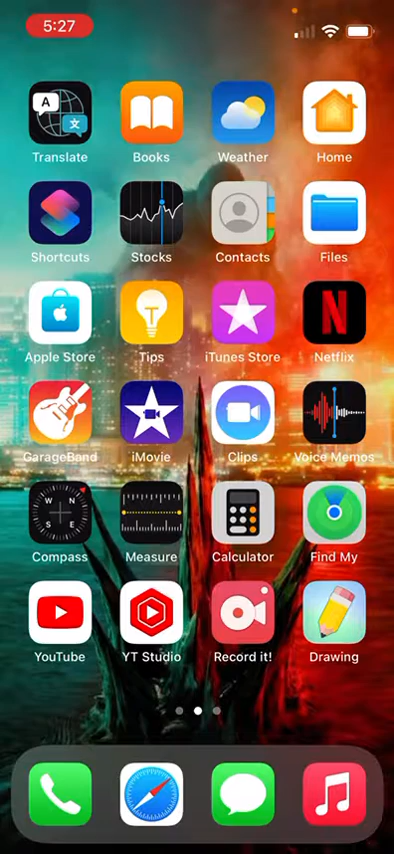 5:27
Translate Books Weather Home
Shortcuts Stocks Contacts Files
Apple Store Tips iTunes Store Netflix
GarageBand iMovie Clips Voice Memos
Compass Measure Calculator Find My
YouTube YT Studio Record it! Drawing